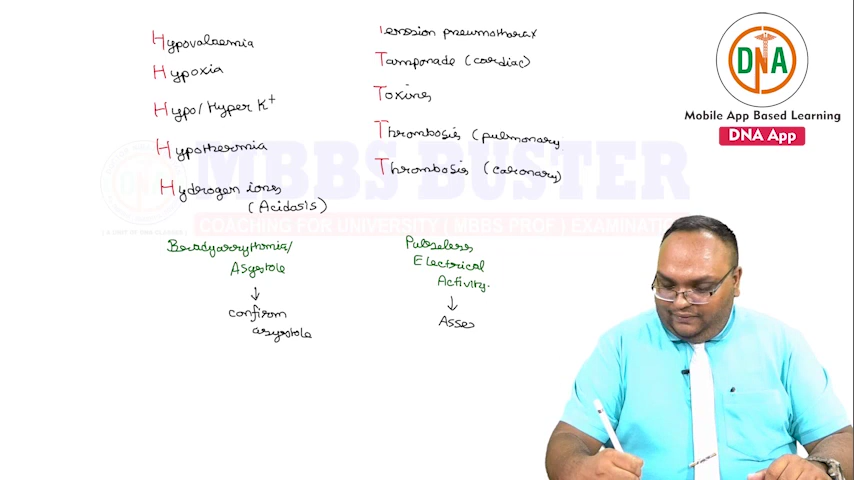 Hypovolaemia
Hypoxia
Hypo/Hyper K+
Hypothermia
Hydrogen ions
(Acidosis)
Tension pneumothorax
Tamponade (cardiac)
Toxins
Thrombosis (pulmonary
Thrombosis (coronary)
Bradyarrythmia/
Asystole
↓
confirm
asystole
Pulseless
Electrical
Activity.
↓
Asses
DNA
Mobile App Based Learning
DNA App
MBBS BUSTER
COACHING FOR UNIVERSITY ( MBBS PROF ) EXAMINATION